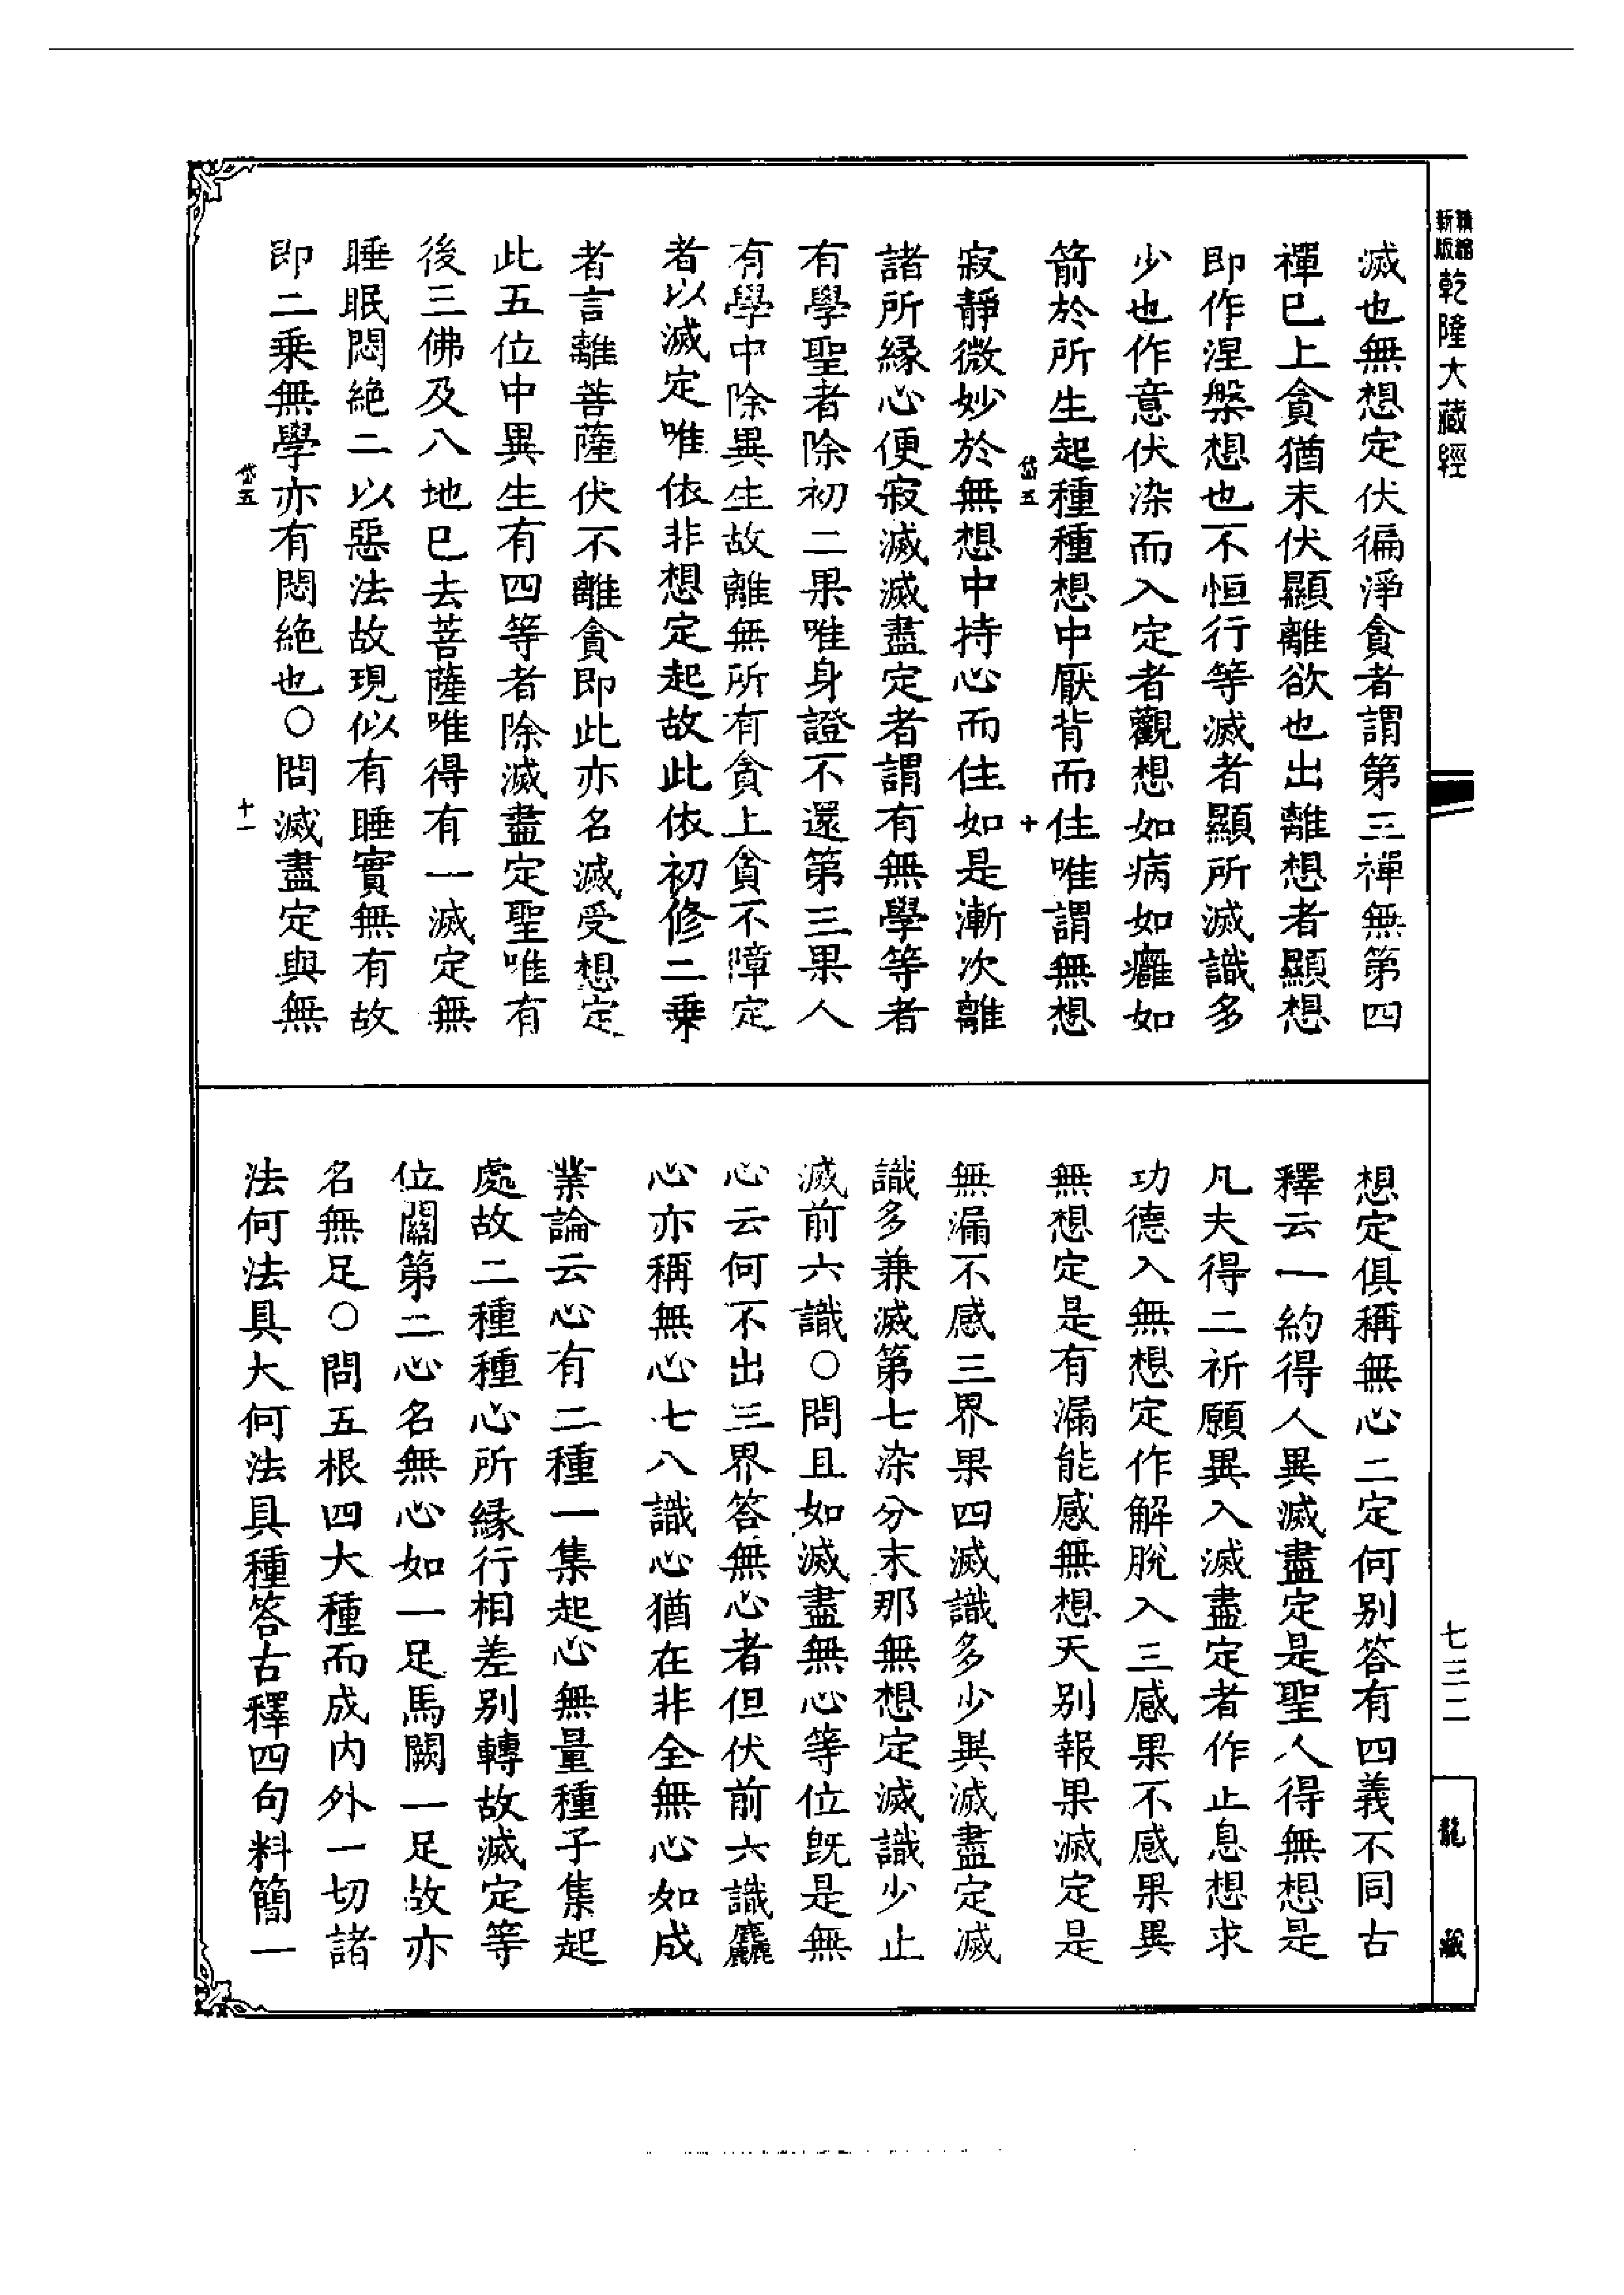 精編新版乾隆大藏經
滅也無想定伏徧淨貪者謂第三禪無第四
禪已上貪猶未伏顯離欲也出離想者顯想
即作涅槃想也不恒行等滅者顯所滅識多
少也作意伏染而入定者觀想如病如癰如
箭於所生起種種想中厭背而住唯謂無想
岱五 十
寂靜微妙於無想中持心而住如是漸次離
諸所緣心便寂滅滅盡定者謂有無學等者
有學聖者除初二果唯身證不還第三果人
有學中除異生故離無所有貪上貪不障定
者以滅定唯依非想定起故此依初修二乘
者言離菩薩伏不離貪即此亦名滅受想定
此五位中異生有四等者除滅盡定聖唯有
後三佛及八地已去菩薩唯得有一滅定無
睡眠悶絕二以惡法故現似有睡實無有故
即二乘無學亦有悶絕也○問滅盡定與無
岱五 十一
想定俱稱無心二定何別答有四義不同古
釋云一約得人異滅盡定是聖人得無想是
凡夫得二祈願異入滅盡定者作止息想求
功德入無想定作解脫入三感果不感果異
無想定是有漏能感無想天別報果滅定是
無漏不感三界果四滅識多少異滅盡定滅
識多兼滅第七染分末那無想定滅識少止
滅前六識○問且如滅盡無心等位既是無
心云何不出三界答無心者但伏前六識麤
心亦稱無心七八識心猶在非全無心如成
業論云心有二種一集起心無量種子集起
處故二種種心所緣行相差別轉故滅定等
位闕第二心名無心如一足馬闕一足故亦
名無足○問五根四大種而成內外一切諸
法何法具大何法具種答古釋四句料簡一
七三二
龍藏